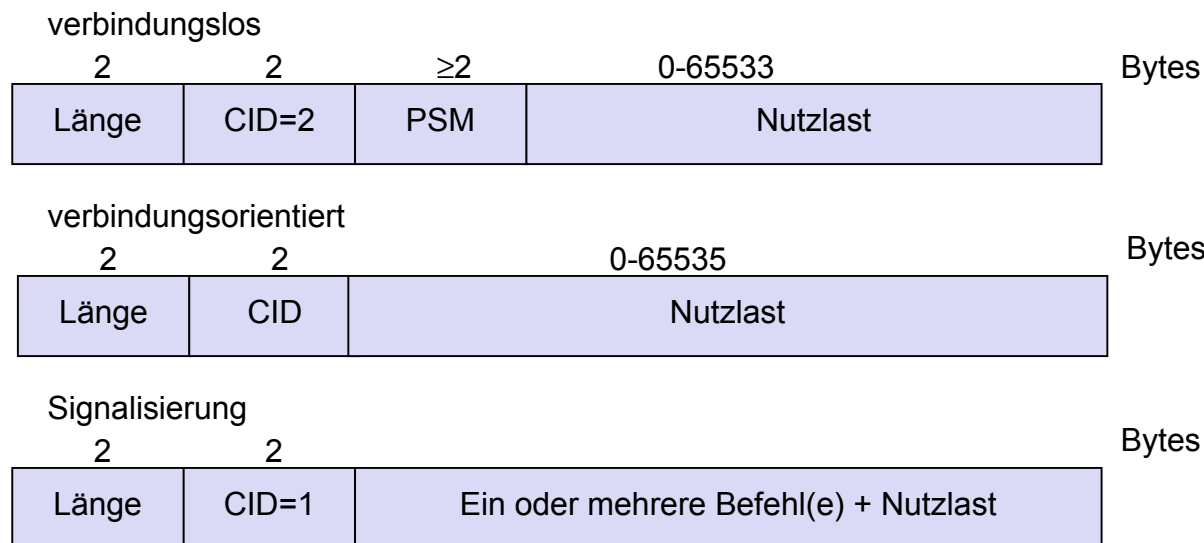 verbindungslos
2 2 ≥2 0-65533 Bytes
Länge CID=2 PSM Nutzlast
verbindungsorientiert
2 2 0-65535 Bytes
Länge CID Nutzlast
Signalisierung
2 2 Bytes
Länge CID=1 Ein oder mehrere Befehl(e) + Nutzlast